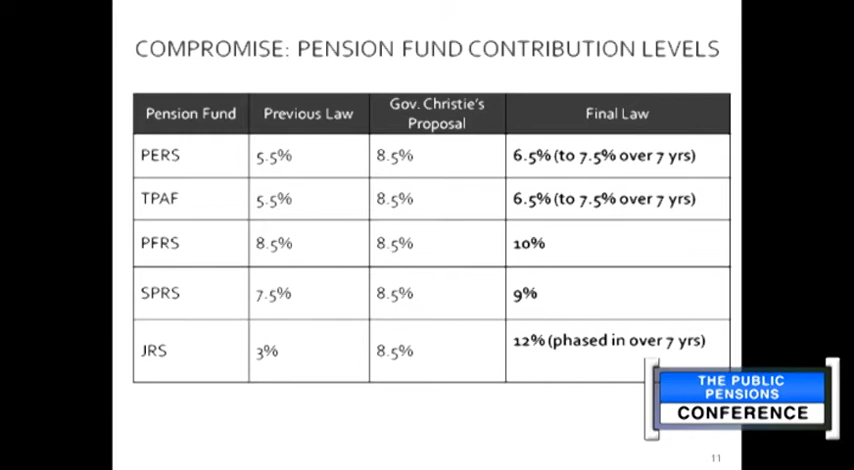 COMPROMISE: PENSION FUND CONTRIBUTION LEVELS
Pension Fund Previous Law Gov. Christie's Proposal Final Law
PERS 5.5% 8.5% 6.5% (to 7.5% over 7 yrs)
TPAF 5.5% 8.5% 6.5% (to 7.5% over 7 yrs)
PFRS 8.5% 8.5% 10%
SPRS 7.5% 8.5% 9%
JRS 3% 8.5% 12% (phased in over 7 yrs)
THE PUBLIC
PENSIONS
CONFERENCE
11